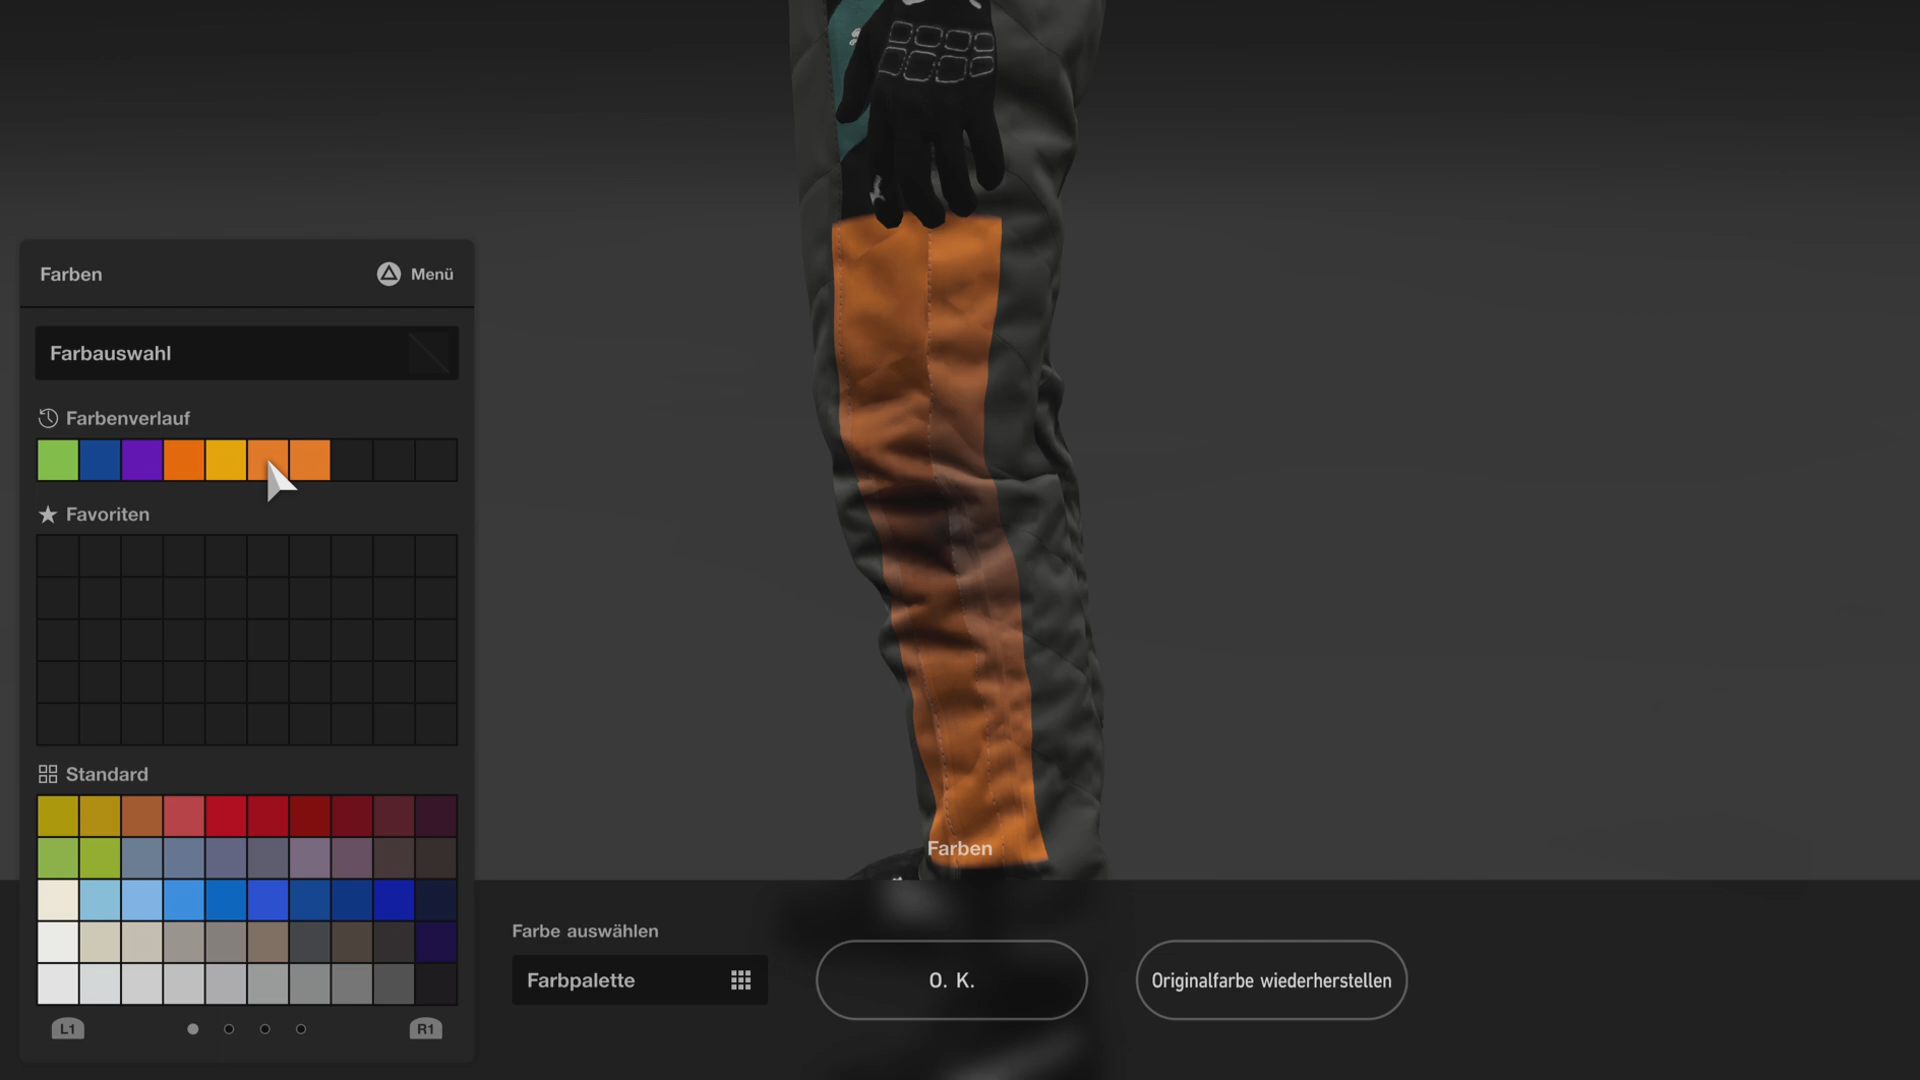 Farben
Menü
Farbauswahl
Farbenverlauf
Favoriten
Standard
L1
R1
Farben
Farbe auswählen
Farbpalette
O. K.
Originalfarbe wiederherstellen